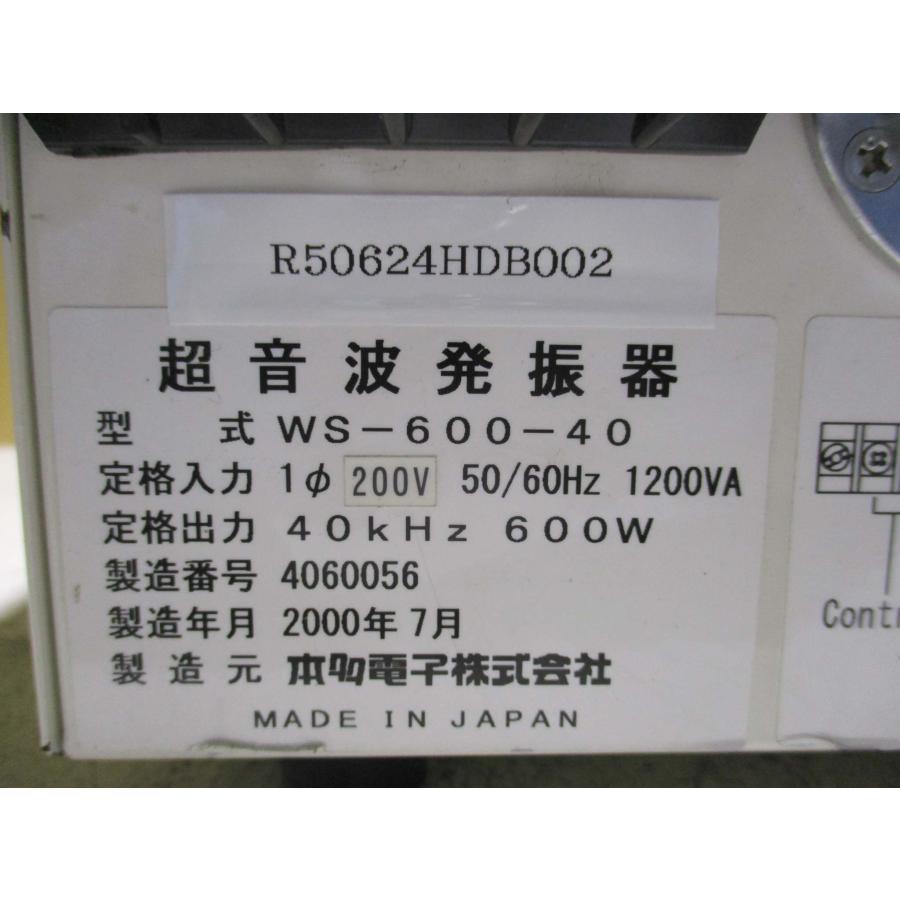 R50624HDB002
超音波発振器
型 式 WS-600-40
定格入力 1φ 200V 50/60Hz 1200VA
定格出力 40kHz 600W
製造番号 4060056
製造年月 2000年 7月
製造元 本多電子株式会社
MADE IN JAPAN
Contr